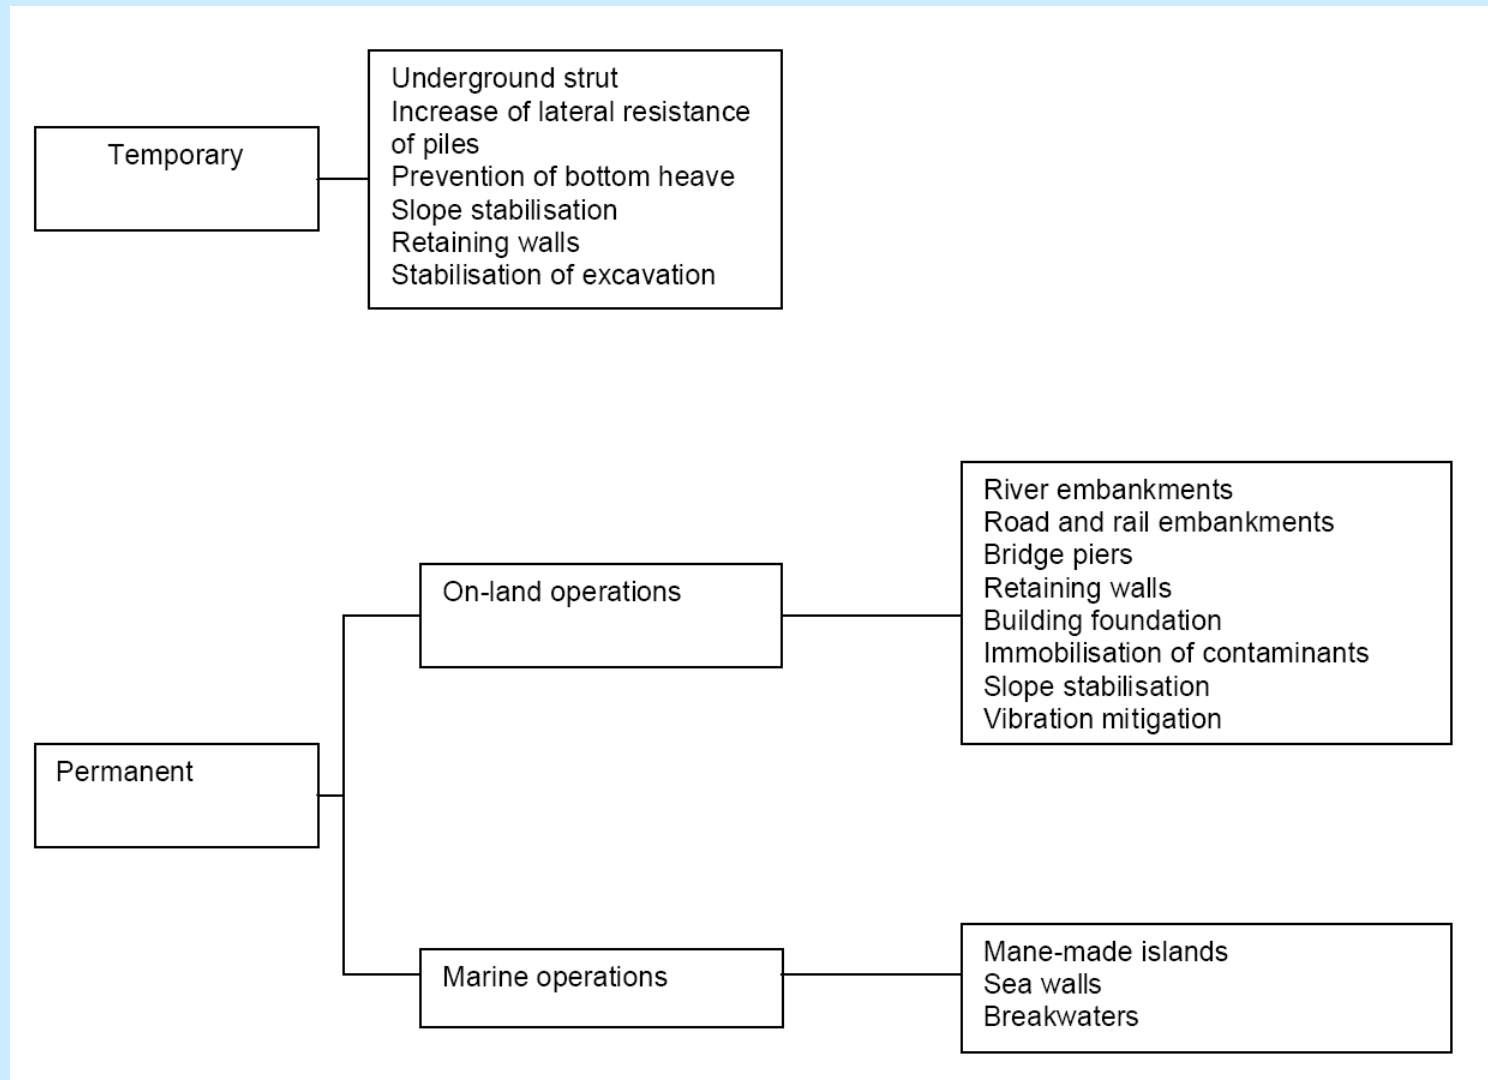 Temporary
Underground strut
Increase of lateral resistance
of piles
Prevention of bottom heave
Slope stabilisation
Retaining walls
Stabilisation of excavation
Permanent
On-land operations
River embankments
Road and rail embankments
Bridge piers
Retaining walls
Building foundation
Immobilisation of contaminants
Slope stabilisation
Vibration mitigation
Marine operations
Mane-made islands
Sea walls
Breakwaters